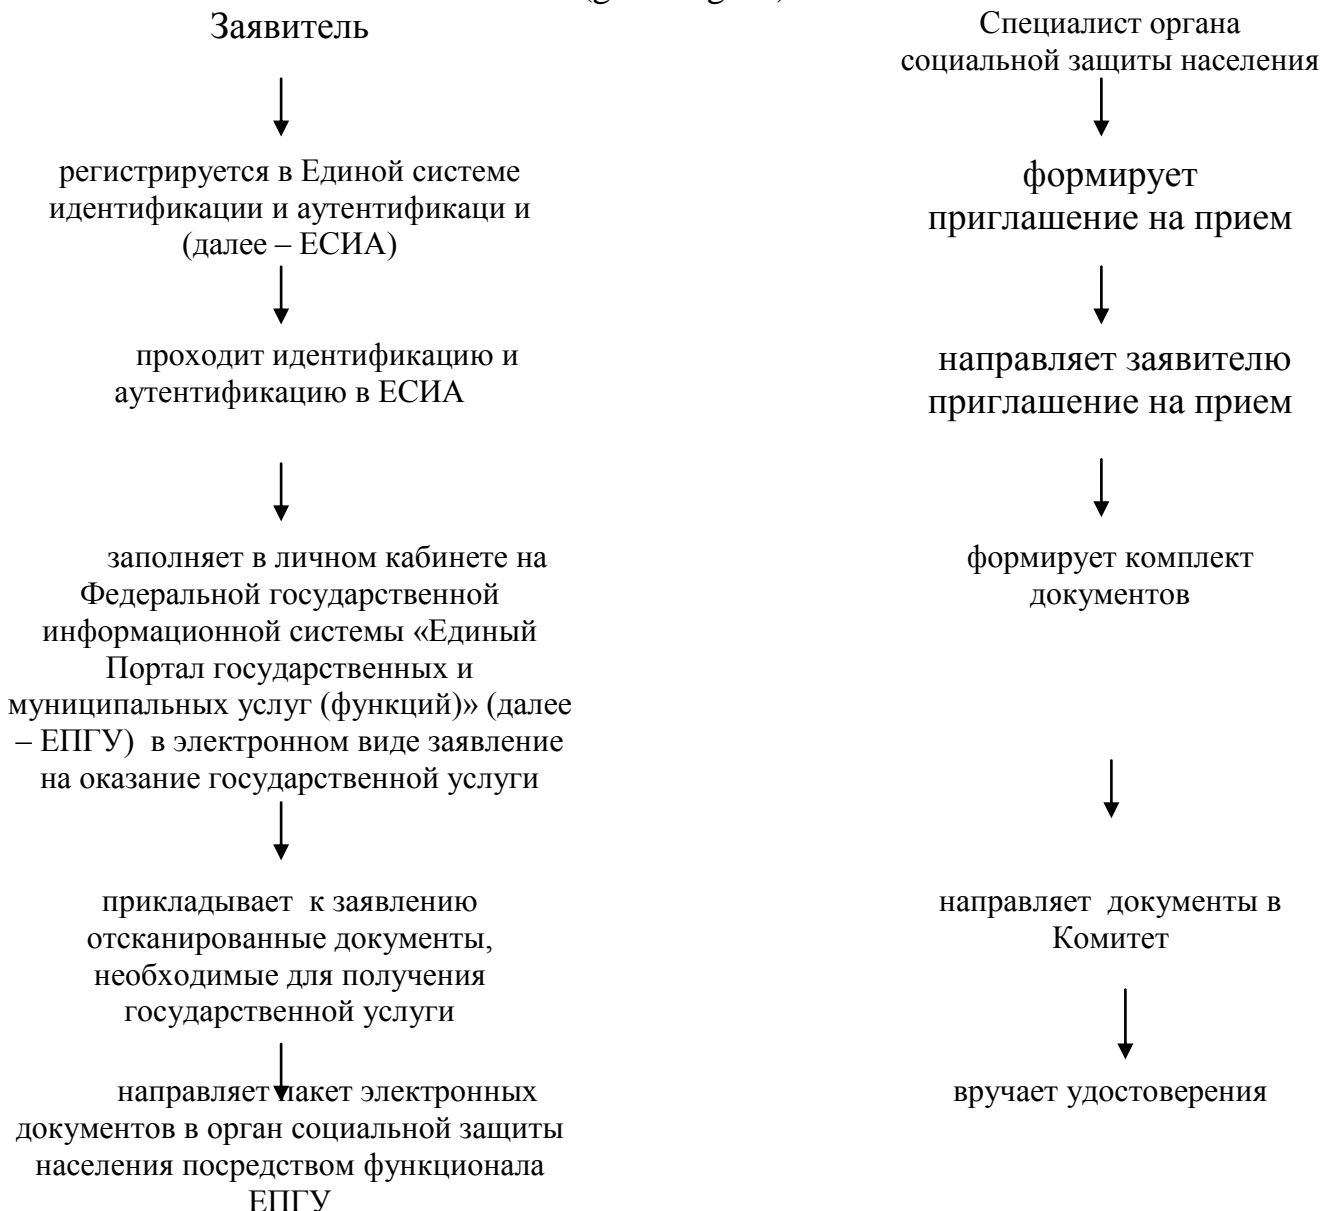 Заявитель
регистрируется в Единой системе
идентификации и аутентификаци и
(далее – ЕСИА)
проходит идентификацию и
аутентификацию в ЕСИА
заполняет в личном кабинете на
Федеральной государственной
информационной системы «Единый
Портал государственных и
муниципальных услуг (функций)» (далее
– ЕПГУ) в электронном виде заявление
на оказание государственной услуги
прикладывает к заявлению
отсканированные документы,
необходимые для получения
государственной услуги
направляет пакет электронных
документов в орган социальной защиты
населения посредством функционала
ЕПГУ
Специалист органа
социальной защиты населения
формирует
приглашение на прием
направляет заявителю
приглашение на прием
формирует комплект
документов
направляет документы в
Комитет
вручает удостоверения